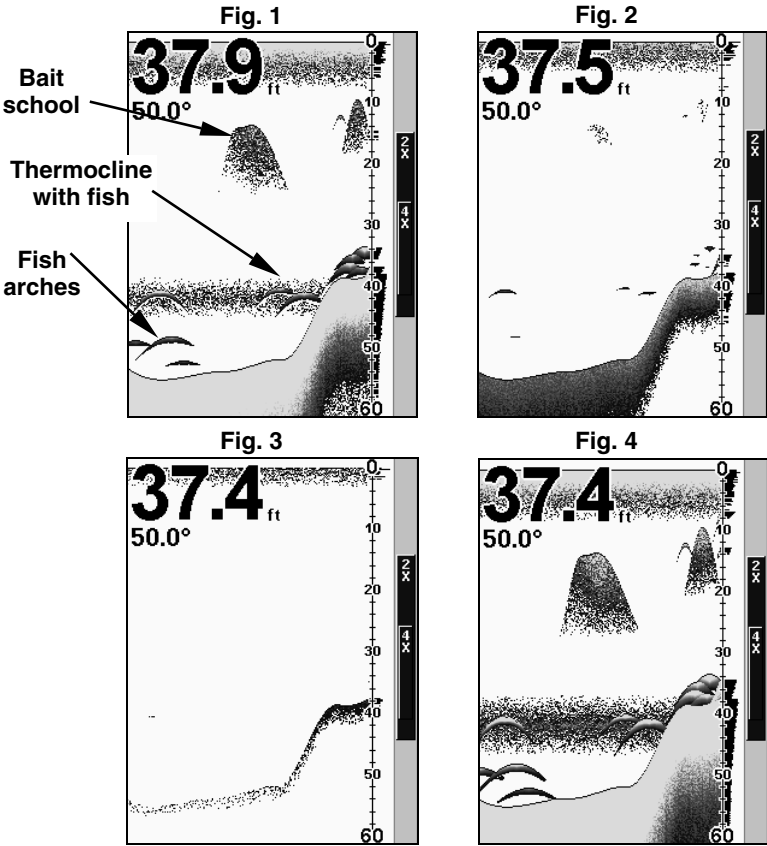 Fig. 1
37.9 ft
50.0°
0
10
20
30
40
50
60
2X
4X
Bait
school
Thermocline
with fish
Fish
arches
Fig. 2
37.5 ft
50.0°
0
10
20
30
40
50
60
2X
4X
Fig. 3
37.4 ft
50.0°
0
10
20
30
40
50
60
2X
4X
Fig. 4
37.4 ft
50.0°
0
10
20
30
40
50
60
2X
4X